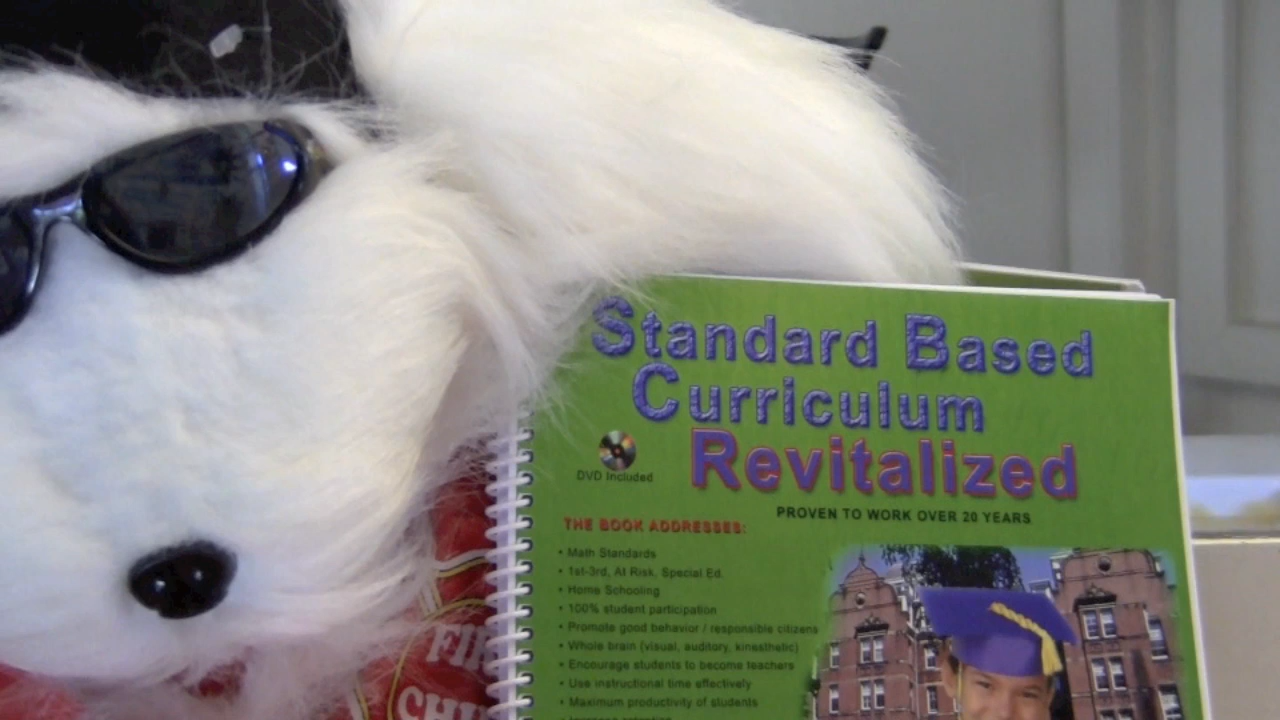 Standard Based
Curriculum
Revitalized
DVD Included
PROVEN TO WORK OVER 20 YEARS
THE BOOK ADDRESSES:
• Math Standards
• 1st-3rd, At Risk, Special Ed.
• Home Schooling
• 100% student participation
• Promote good behavior / responsible citizens
• Whole brain (visual, auditory, kinesthetic)
• Encourage students to become teachers
• Use instructional time effectively
• Maximum productivity of students